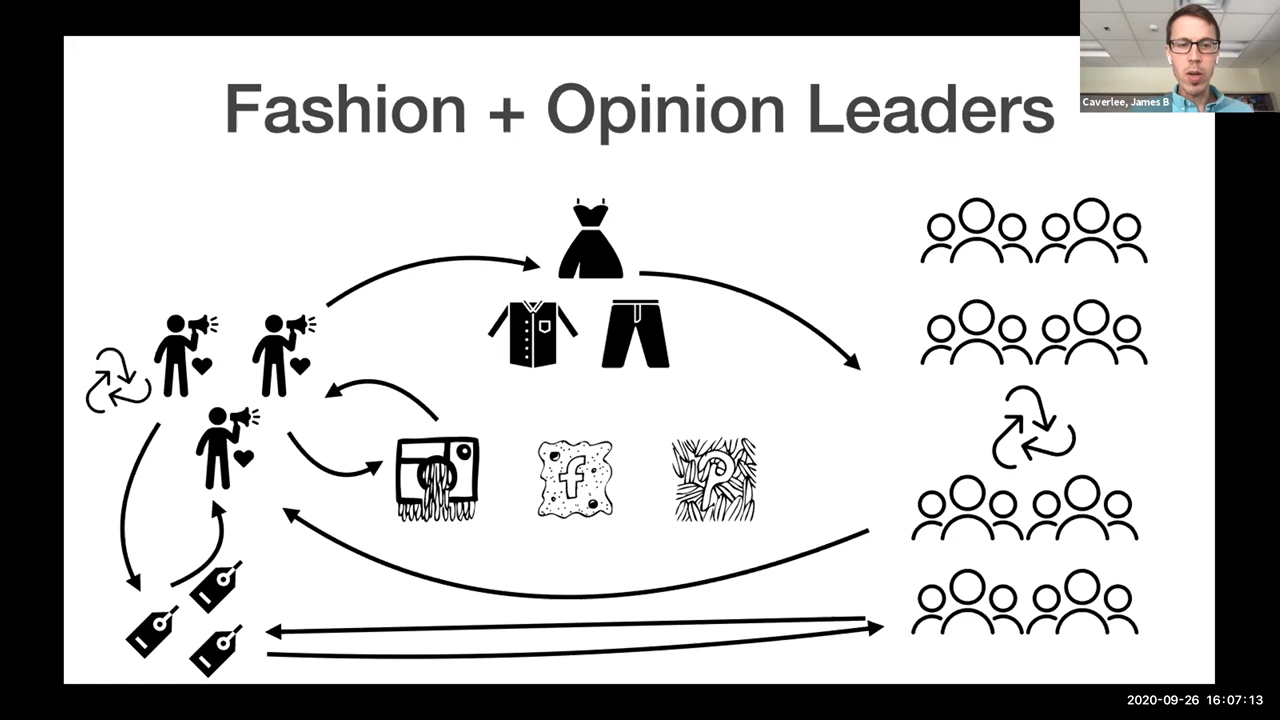 Fashion + Opinion Leaders
Caverlee, James B
f
P
2020-09-26 16:07:13